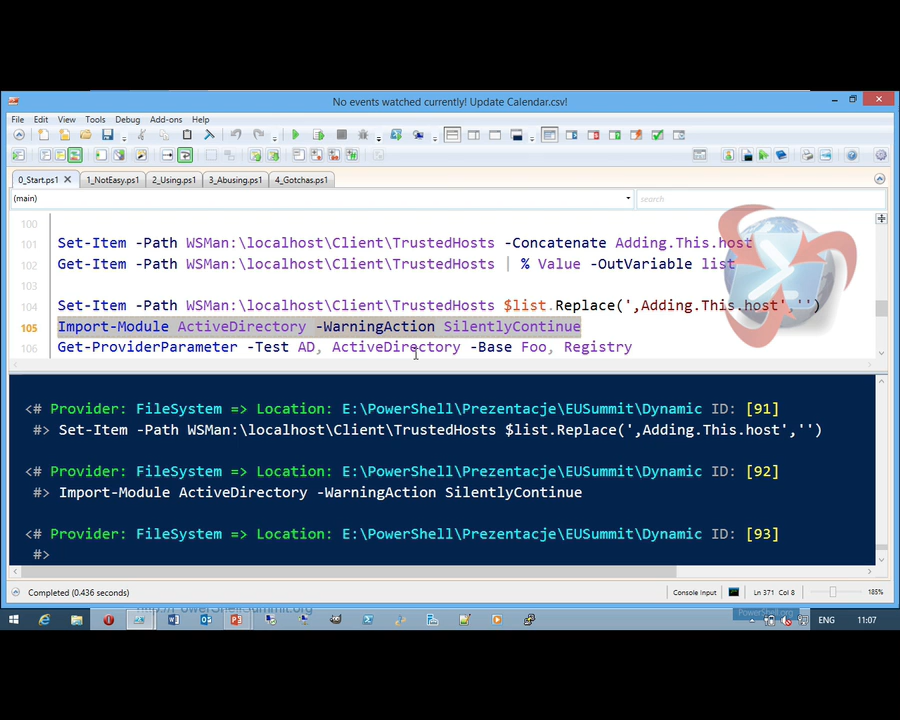 No events watched currently! Update Calendar.csv!
File Edit View Tools Debug Add-ons Help
0_Start.ps1 1_NotEasy.ps1 2_Using.ps1 3_Abusing.ps1 4_Gotchas.ps1
(main) search
100
101 Set-Item -Path WSMan:\localhost\Client\TrustedHosts -Concatenate Adding.This.host
102 Get-Item -Path WSMan:\localhost\Client\TrustedHosts | % Value -OutVariable list
103
104 Set-Item -Path WSMan:\localhost\Client\TrustedHosts $list.Replace(',Adding.This.host','')
105 Import-Module ActiveDirectory -WarningAction SilentlyContinue
106 Get-ProviderParameter -Test AD, ActiveDirectory -Base Foo, Registry
<# Provider: FileSystem => Location: E:\PowerShell\Prezentacje\EUSummit\Dynamic ID: [91]
#> Set-Item -Path WSMan:\localhost\Client\TrustedHosts $list.Replace(',Adding.This.host','')
<# Provider: FileSystem => Location: E:\PowerShell\Prezentacje\EUSummit\Dynamic ID: [92]
#> Import-Module ActiveDirectory -WarningAction SilentlyContinue
<# Provider: FileSystem => Location: E:\PowerShell\Prezentacje\EUSummit\Dynamic ID: [93]
#>
Completed (0.436 seconds) Console Input Ln 371 Col 8 185%
http://PowerShellSummit.org PowerShell.org
ENG 11:07